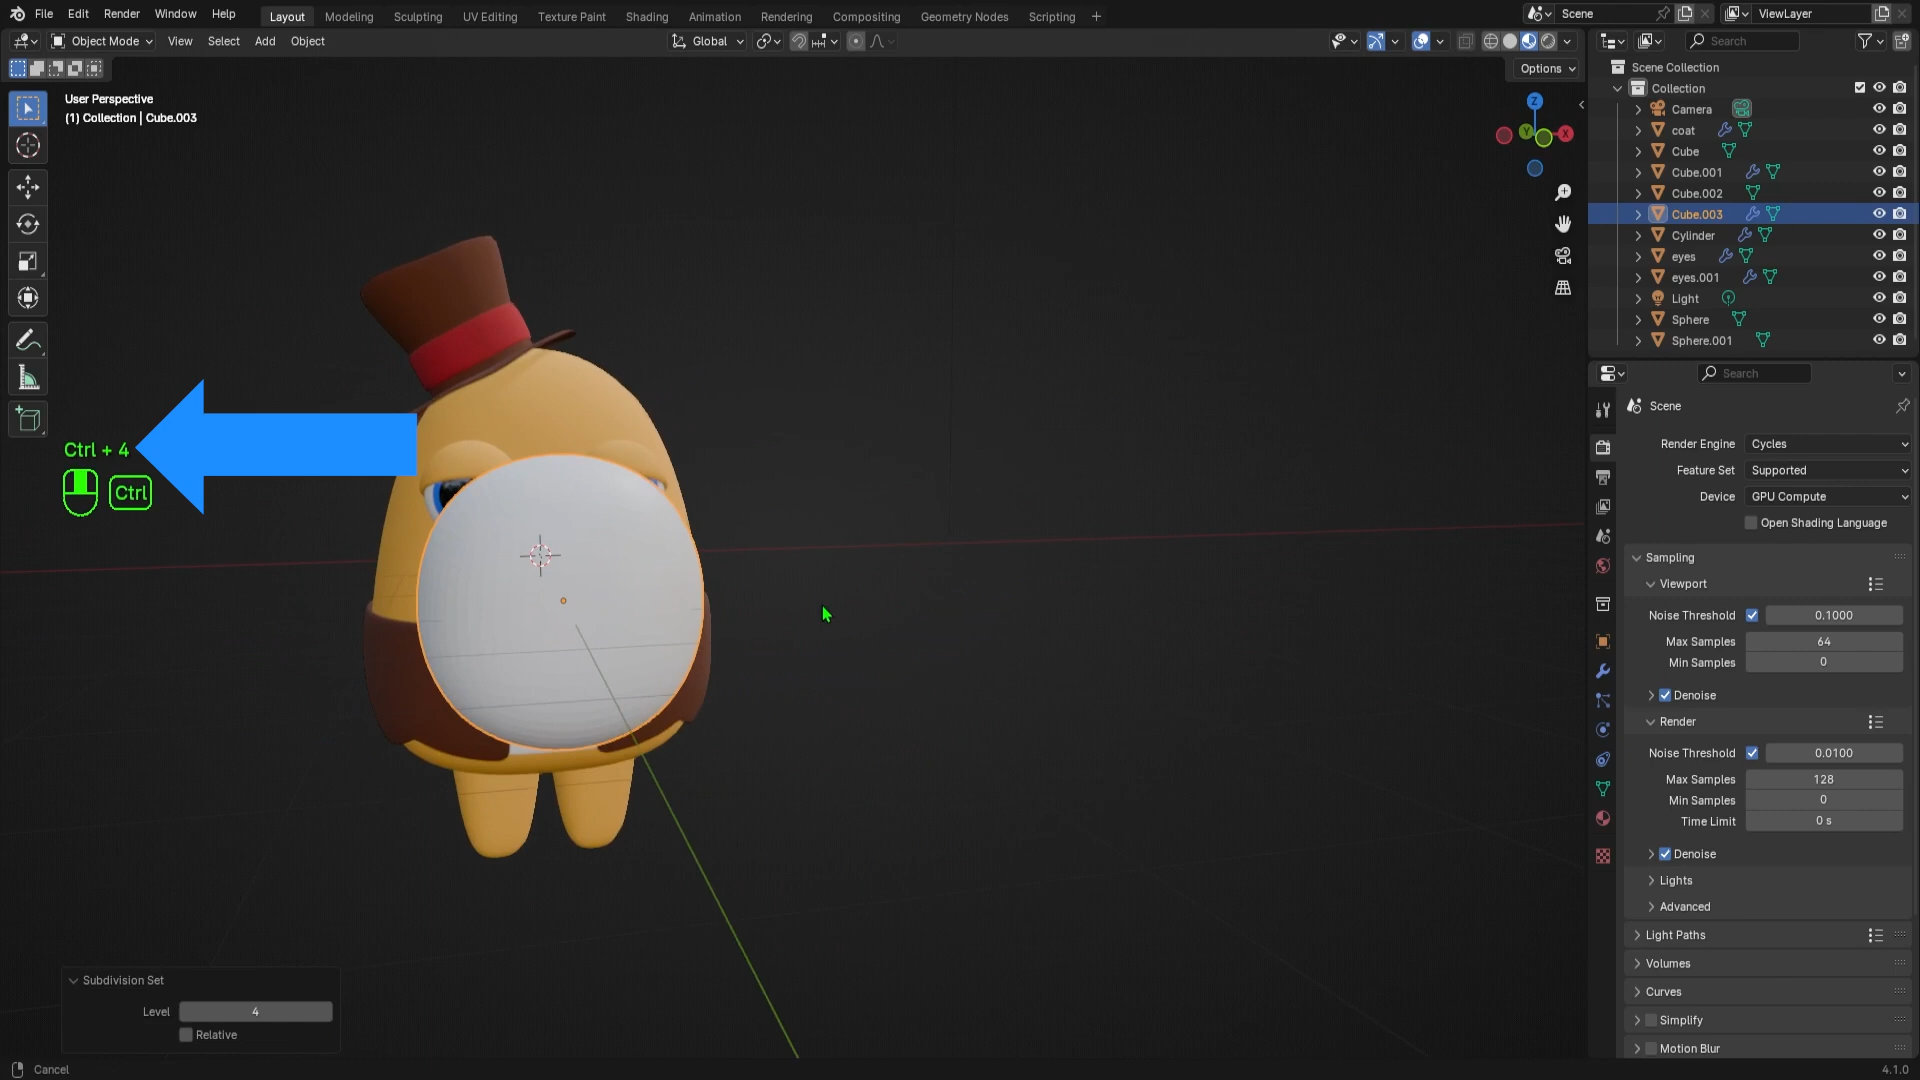 File Edit Render Window Help Layout Modeling Sculpting UV Editing Texture Paint Shading Animation Rendering Compositing Geometry Nodes Scripting + Scene ViewLayer
Object Mode View Select Add Object Global Search
Options
User Perspective
(1) Collection | Cube.003
Z
Y
X
Scene Collection
Collection
Camera
coat
Cube
Cube.001
Cube.002
Cube.003
Cylinder
eyes
eyes.001
Light
Sphere
Sphere.001
Search
Scene
Render Engine Cycles
Feature Set Supported
Device GPU Compute
Open Shading Language
Sampling
Viewport
Noise Threshold 0.1000
Max Samples 64
Min Samples 0
Denoise
Render
Noise Threshold 0.0100
Max Samples 128
Min Samples 0
Time Limit 0 s
Denoise
Lights
Advanced
Light Paths
Volumes
Curves
Simplify
Motion Blur
Ctrl + 4
Ctrl
Subdivision Set
Level 4
Relative
Cancel
4.1.0